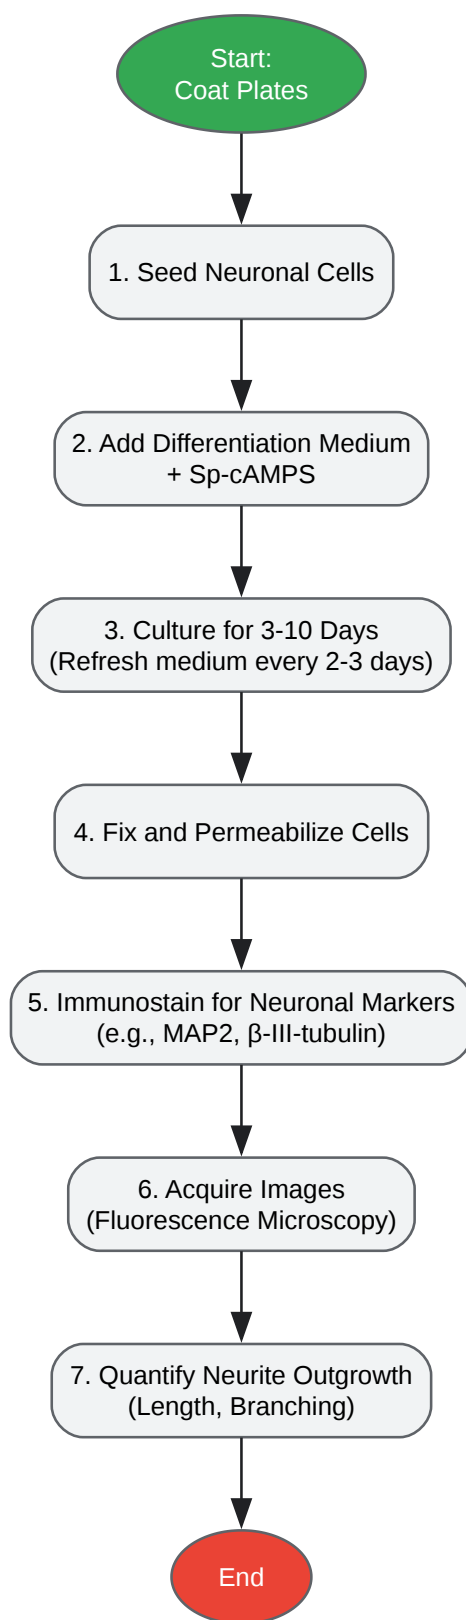 Start:
Coat Plates
1. Seed Neuronal Cells
2. Add Differentiation Medium
+ Sp-cAMPS
3. Culture for 3-10 Days
(Refresh medium every 2-3 days)
4. Fix and Permeabilize Cells
5. Immunostain for Neuronal Markers
(e.g., MAP2, β-III-tubulin)
6. Acquire Images
(Fluorescence Microscopy)
7. Quantify Neurite Outgrowth
(Length, Branching)
End